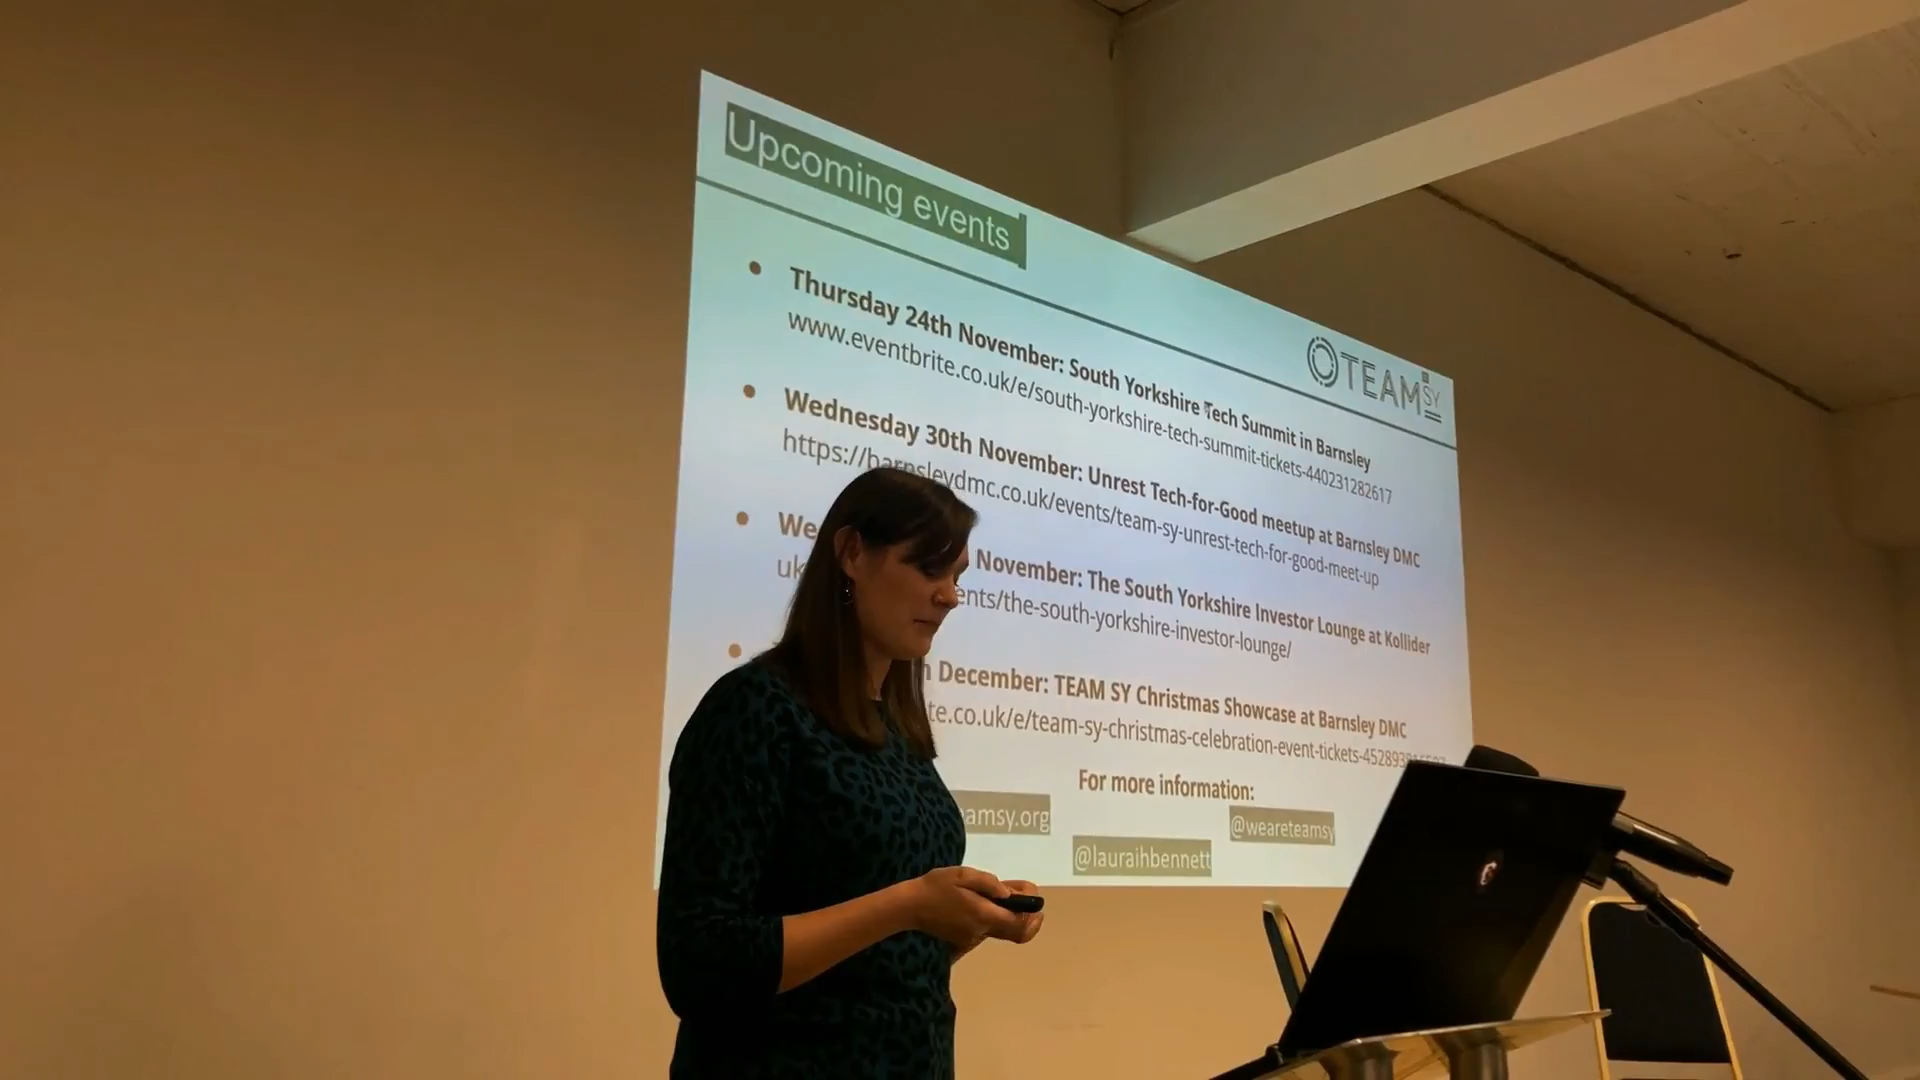 Upcoming events
TEAM SY
Thursday 24th November: South Yorkshire Tech Summit in Barnsley
www.eventbrite.co.uk/e/south-yorkshire-tech-summit-tickets-440231282617
Wednesday 30th November: Unrest Tech-for-Good meetup at Barnsley DMC
https://barnsleydmc.co.uk/events/team-sy-unrest-tech-for-good-meet-up
November: The South Yorkshire Investor Lounge at Kollider
/the-south-yorkshire-investor-lounge/
December: TEAM SY Christmas Showcase at Barnsley DMC
.co.uk/e/team-sy-christmas-celebration-event-tickets-
For more information:
amsy.org
@weareteamsy
@lauraihbennett